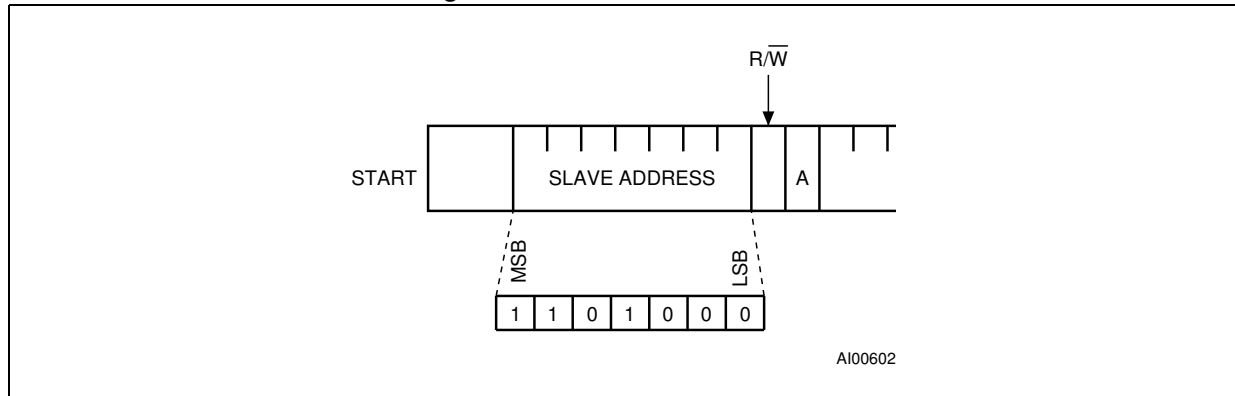 R/W̅
START SLAVE ADDRESS A
MSB LSB
1 1 0 1 0 0 0
AI00602